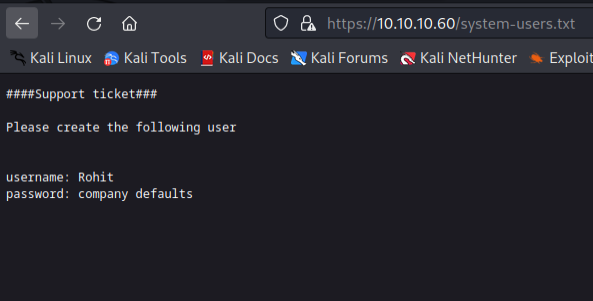 https://10.10.10.60/system-users.txt
Kali Linux Kali Tools Kali Docs Kali Forums Kali NetHunter Exploit
####Support ticket###
Please create the following user
username: Rohit
password: company defaults